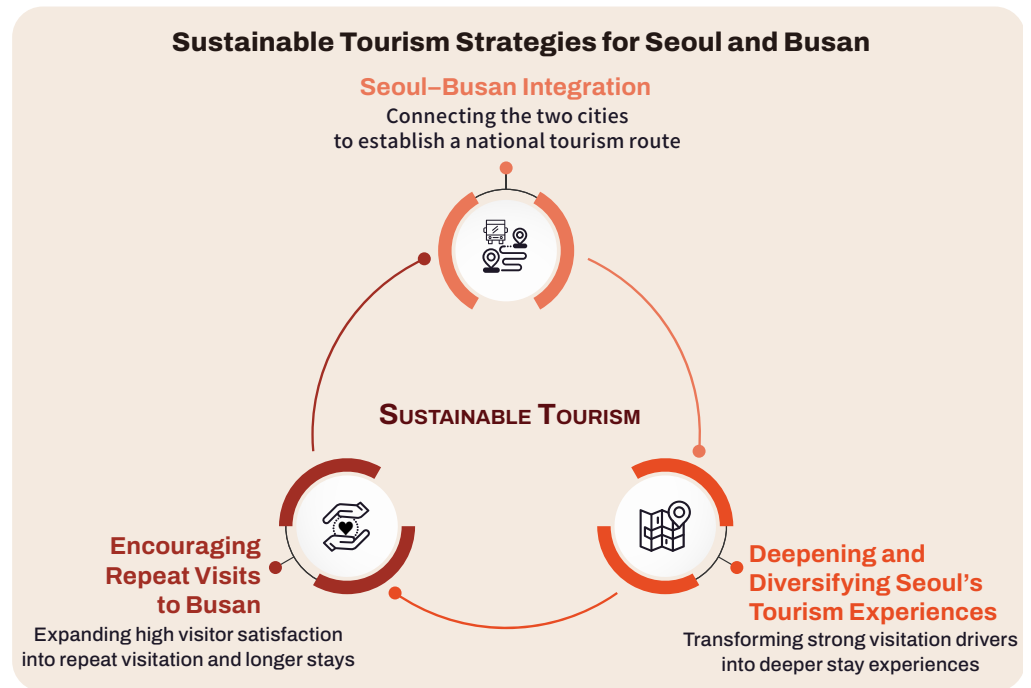 Sustainable Tourism Strategies for Seoul and Busan
Seoul–Busan Integration
Connecting the two cities
to establish a national tourism route
Sustainable Tourism
Encouraging
Repeat Visits
to Busan
Expanding high visitor satisfaction
into repeat visitation and longer stays
Deepening and
Diversifying Seoul’s
Tourism Experiences
Transforming strong visitation drivers
into deeper stay experiences